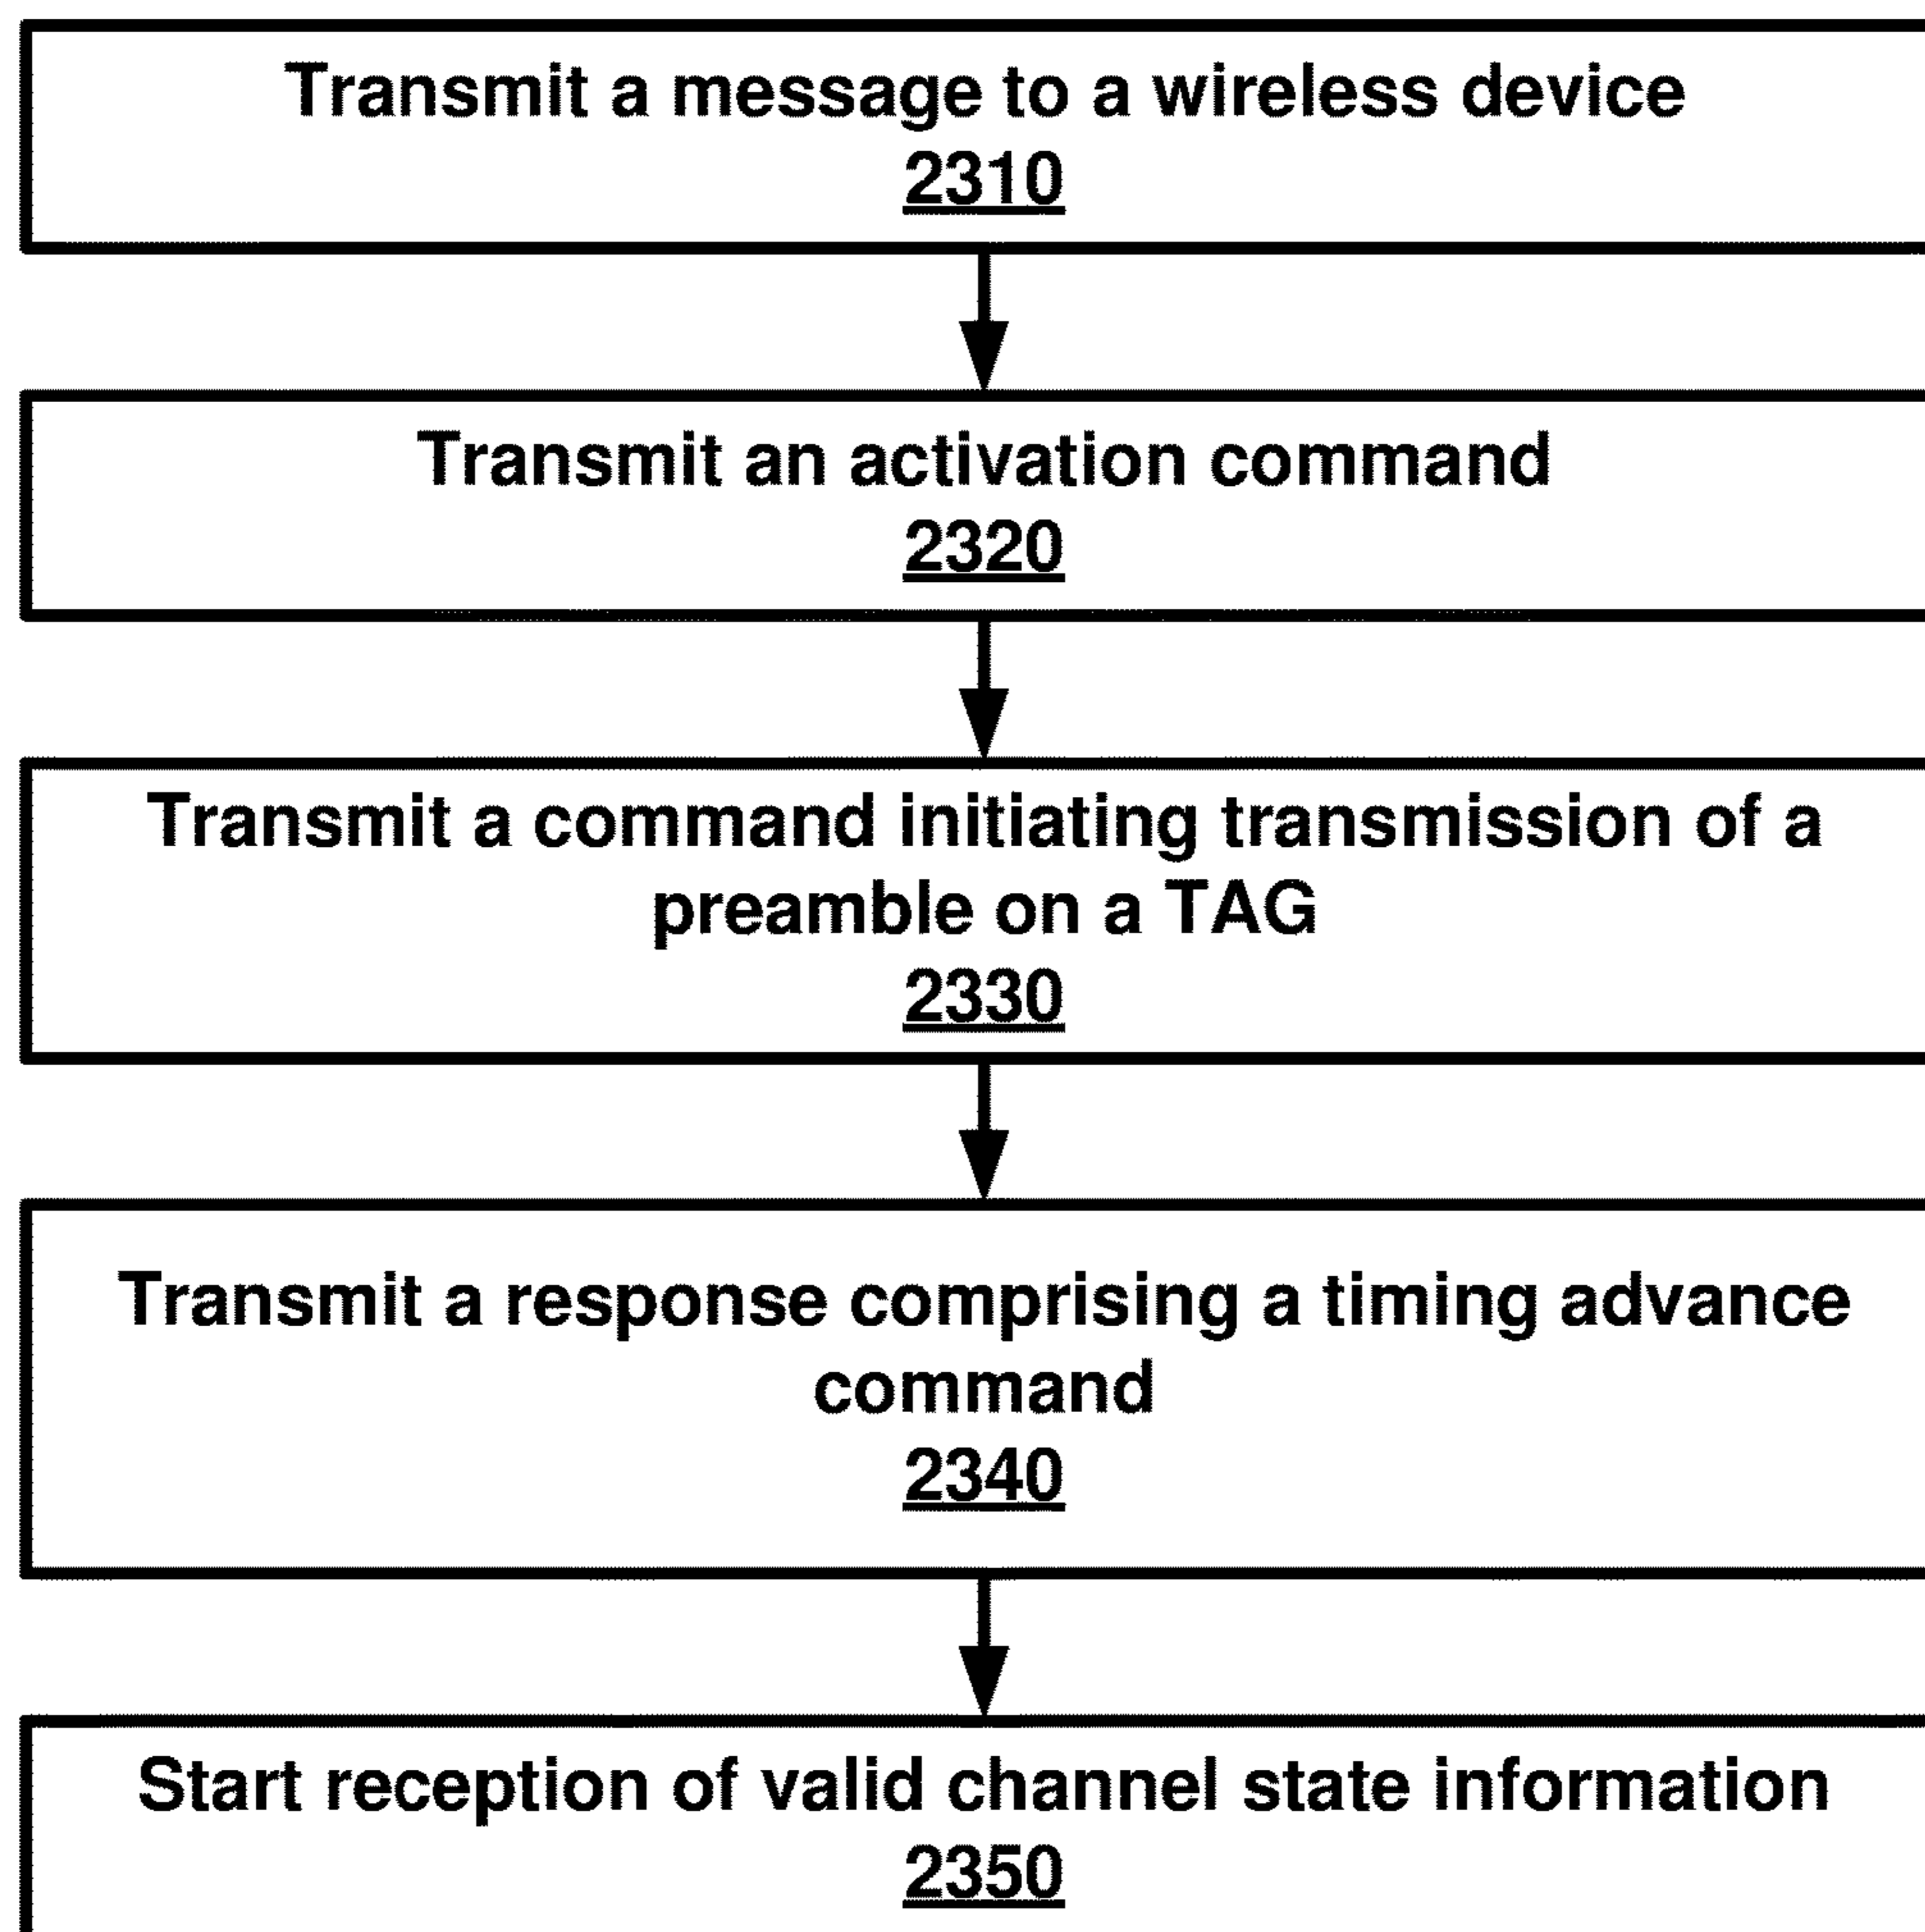 Transmit a message to a wireless device
2310
Transmit an activation command
2320
Transmit a command initiating transmission of a
preamble on a TAG
2330
Transmit a response comprising a timing advance
command
2340
Start reception of valid channel state information
2350